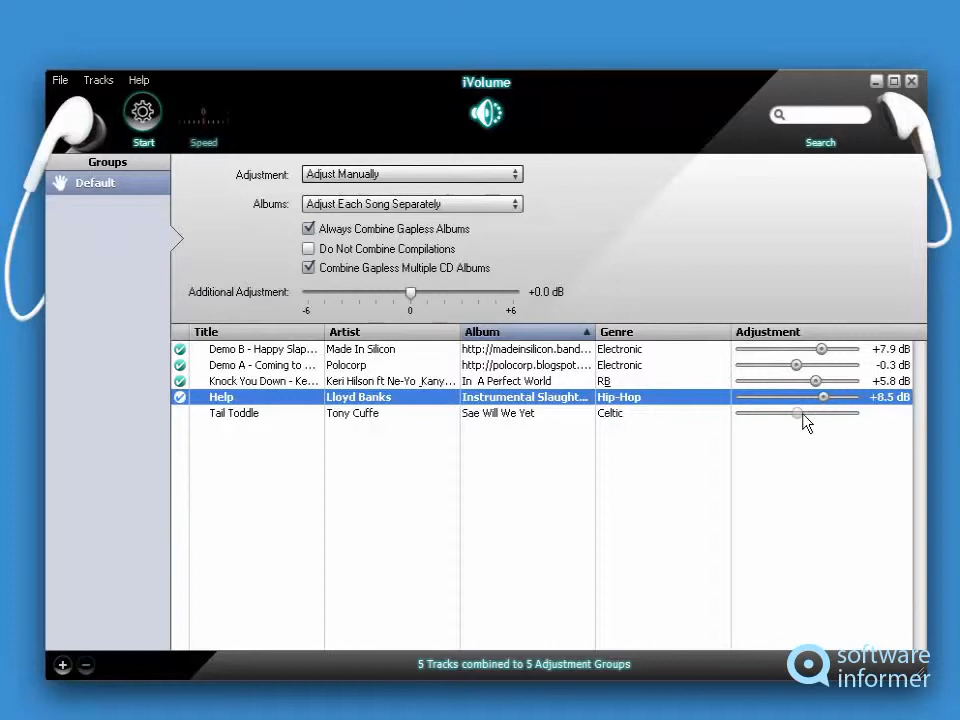 iVolume
File Tracks Help
0
Start Speed Search
Groups
Default
Adjustment: Adjust Manually
Albums: Adjust Each Song Separately
Always Combine Gapless Albums
Do Not Combine Compilations
Combine Gapless Multiple CD Albums
Additional Adjustment: +0.0 dB
-6 0 +6
Title Artist Album Genre Adjustment
Demo B - Happy Slap... Made In Silicon http://madeinsilicon.band... Electronic +7.9 dB
Demo A - Coming to ... Polocorp http://polocorp.blogspot.... Electronic -0.3 dB
Knock You Down - Ke... Keri Hilson ft Ne-Yo _Kany... In A Perfect World RB +5.8 dB
Help Lloyd Banks Instrumental Slaught... Hip-Hop +8.5 dB
Tail Toddle Tony Cuffe Sae Will We Yet Celtic
5 Tracks combined to 5 Adjustment Groups
software
informer